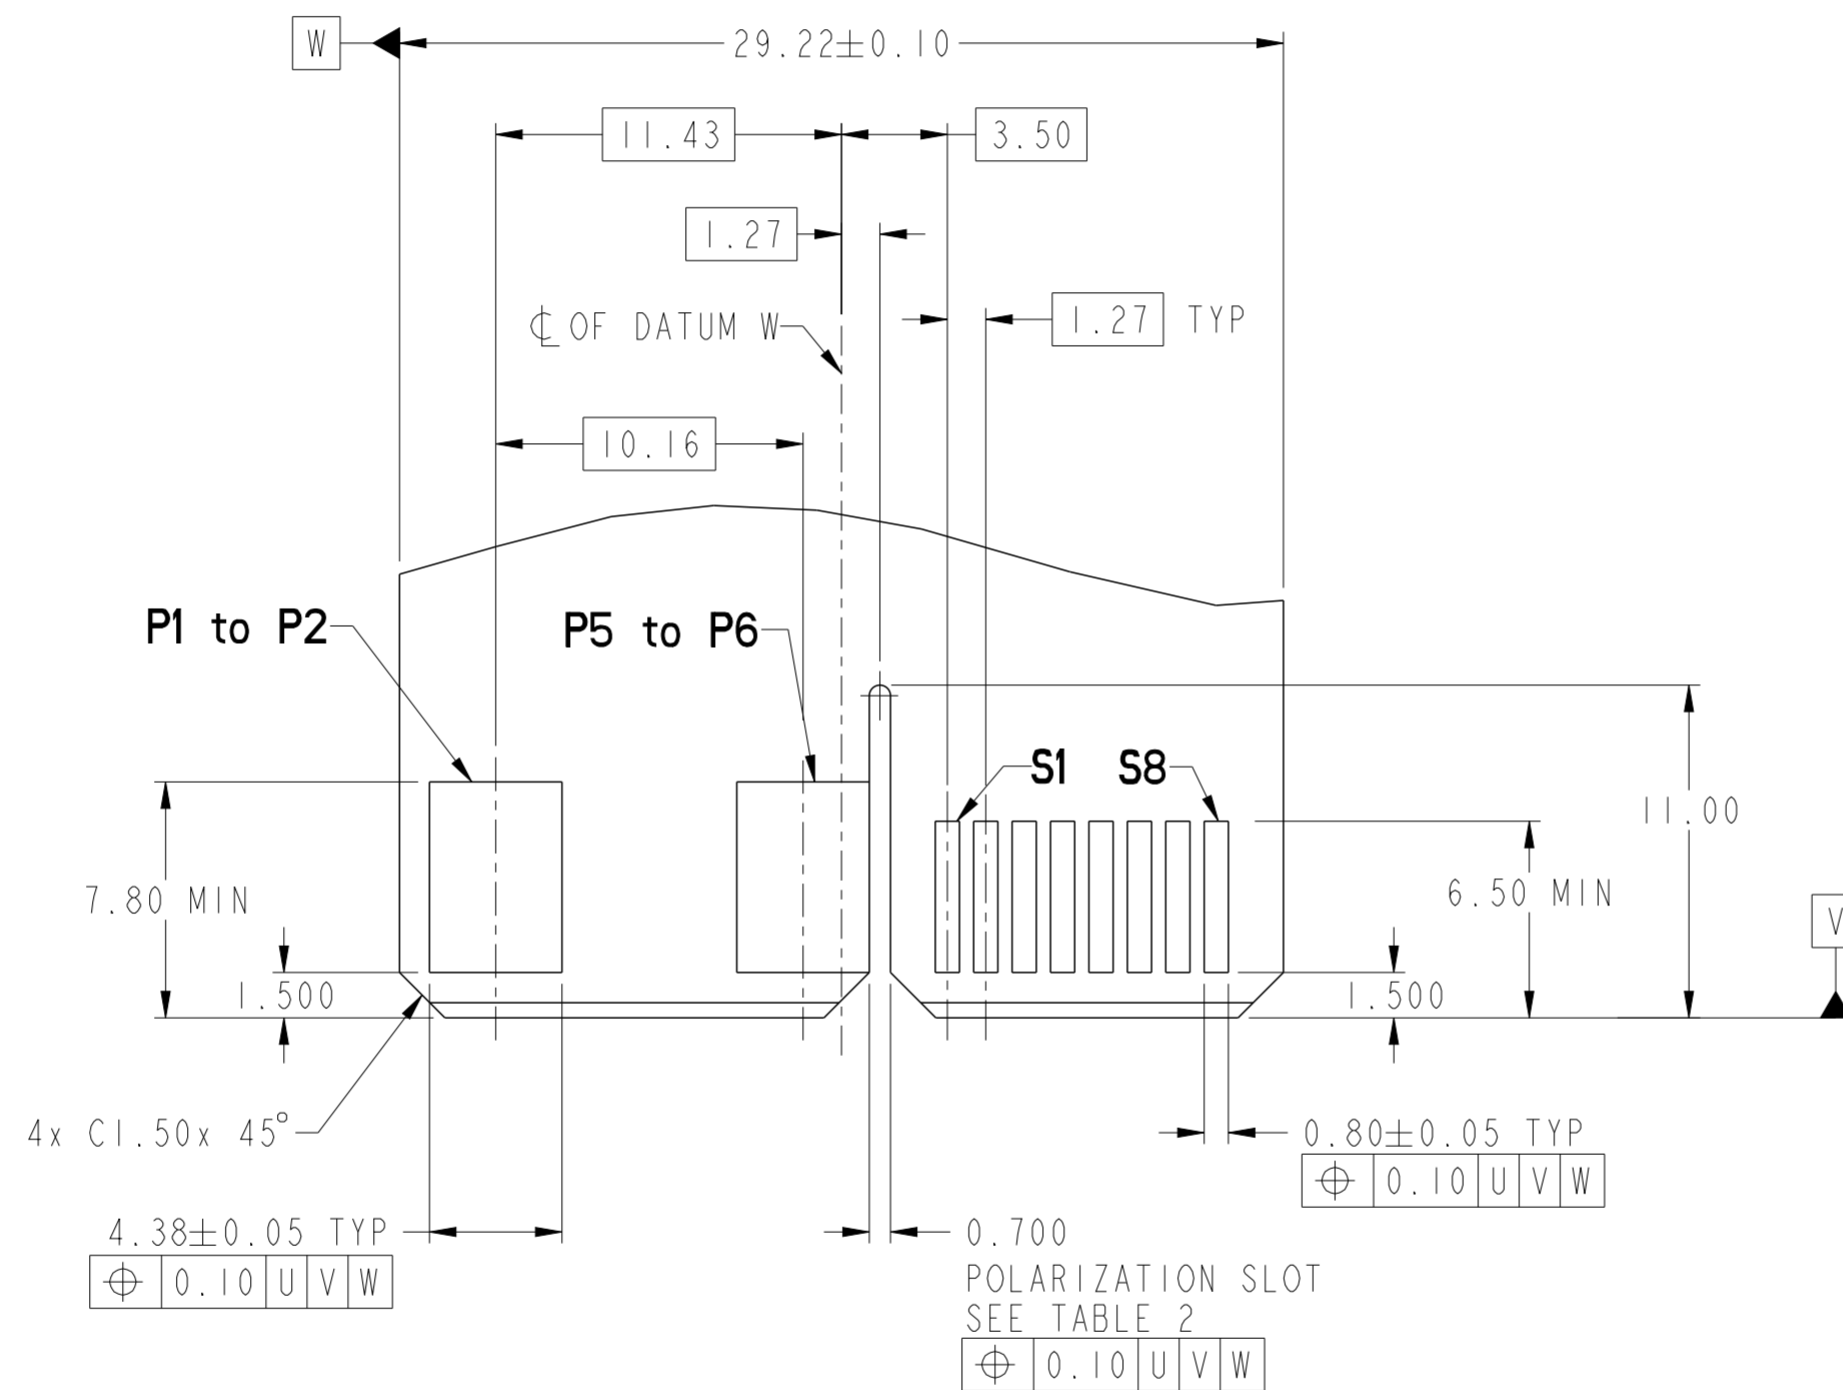 W
29.22±0.10
11.43
3.50
1.27
℄ OF DATUM W
1.27 TYP
10.16
P1 to P2
P5 to P6
S1 S8
11.00
7.80 MIN
6.50 MIN
V
1.500
1.500
4x C1.50x 45°
0.80±0.05 TYP
⌖ 0.10 U V W
4.38±0.05 TYP
⌖ 0.10 U V W
0.700
POLARIZATION SLOT
SEE TABLE 2
⌖ 0.10 U V W